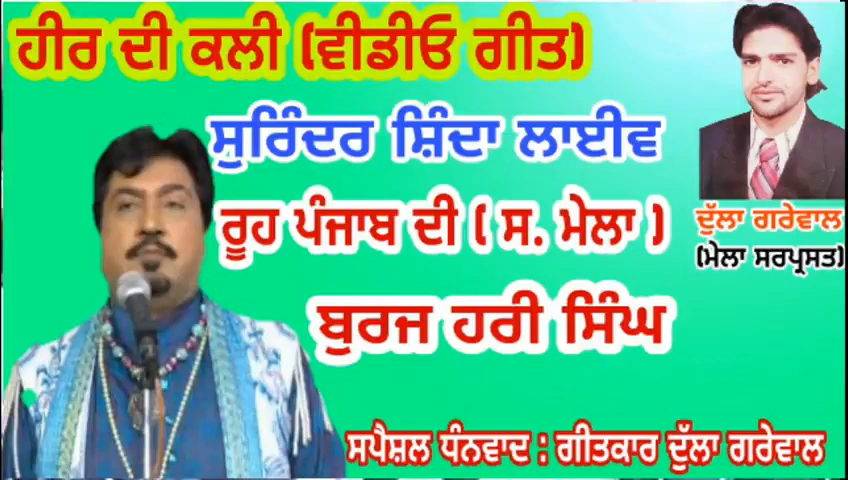 ਹੀਰ ਦੀ ਕਲੀ (ਵੀਡੀਓ ਗੀਤ)
ਸੁਰਿੰਦਰ ਸ਼ਿੰਦਾ ਲਾਈਵ
ਰੂਹ ਪੰਜਾਬ ਦੀ ( ਸ. ਮੇਲਾ )
ਦੁੱਲਾ ਗਰੇਵਾਲ
(ਮੇਲਾ ਸਰਪ੍ਰਸਤ)
ਬੁਰਜ ਹਰੀ ਸਿੰਘ
ਸਪੈਸ਼ਲ ਧੰਨਵਾਦ : ਗੀਤਕਾਰ ਦੁੱਲਾ ਗਰੇਵਾਲ